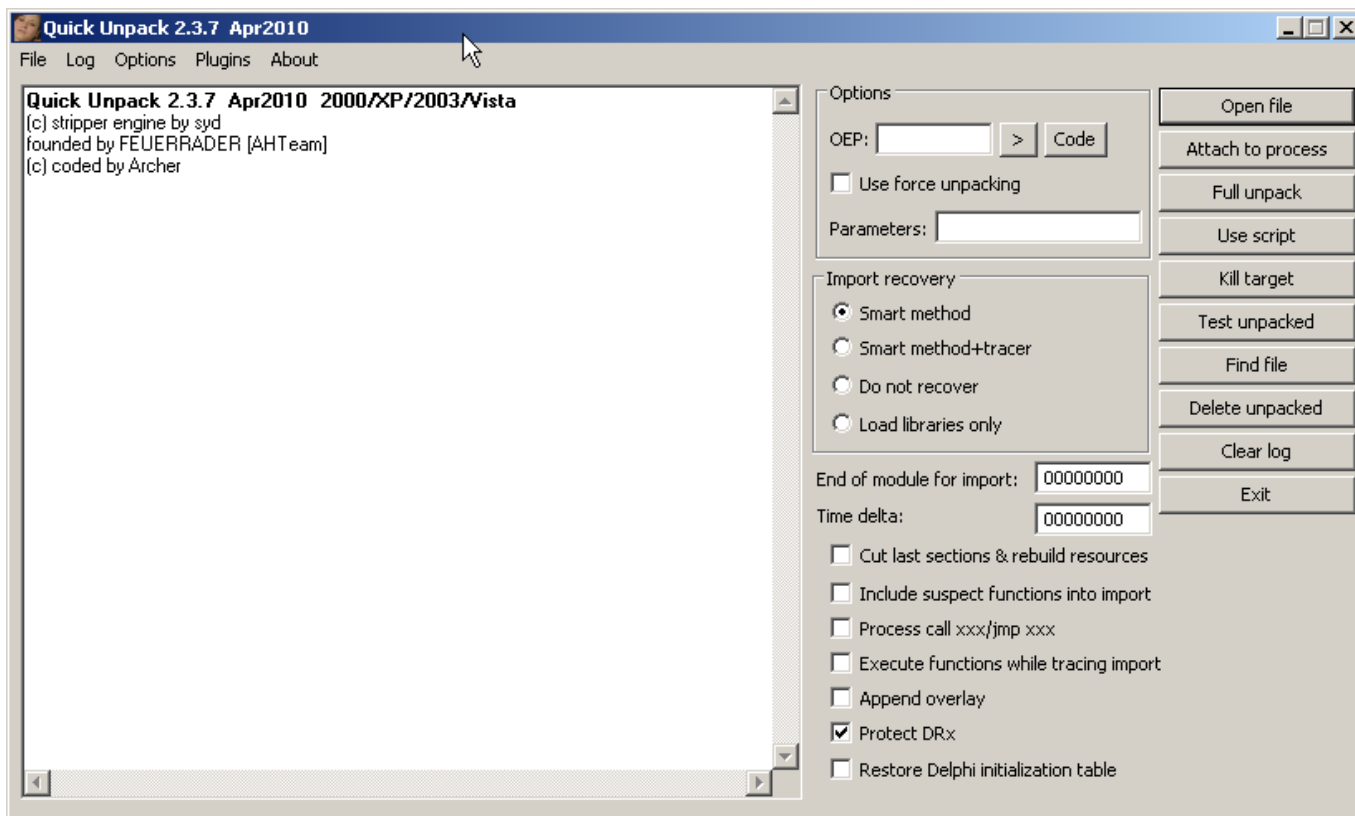 Quick Unpack 2.3.7 Apr2010
File Log Options Plugins About
Quick Unpack 2.3.7 Apr2010 2000/XP/2003/Vista
(c) stripper engine by syd
founded by FEUERRADER [AHTeam]
(c) coded by Archer
Options
OEP:
>
Code
Use force unpacking
Parameters:
Import recovery
Smart method
Smart method+tracer
Do not recover
Load libraries only
End of module for import: 00000000
Time delta: 00000000
Cut last sections & rebuild resources
Include suspect functions into import
Process call xxx/jmp xxx
Execute functions while tracing import
Append overlay
Protect DRx
Restore Delphi initialization table
Open file
Attach to process
Full unpack
Use script
Kill target
Test unpacked
Find file
Delete unpacked
Clear log
Exit